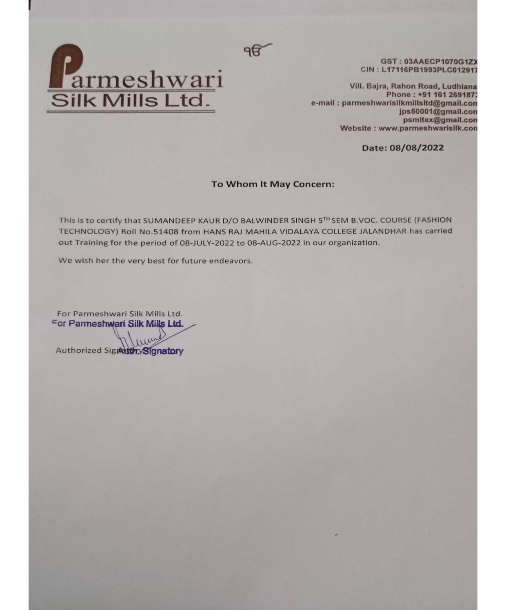 ੴ
Parmeshwari
Silk Mills Ltd.
GST : 03AAECP1070G1ZX
CIN : L17116PB1993PLC012917
Vill. Bajra, Rahon Road, Ludhiana
Phone : +91 161 2691873
e-mail : parmeshwarisilkmillsltd@gmail.com
jps60001@gmail.com
psmltex@gmail.com
Website : www.parmeshwarisilk.com
Date: 08/08/2022
To Whom It May Concern:
This is to certify that SUMANDEEP KAUR D/O BALWINDER SINGH 5TH SEM B.VOC. COURSE (FASHION
TECHNOLOGY) Roll No.51408 from HANS RAJ MAHILA VIDALAYA COLLEGE JALANDHAR has carried
out Training for the period of 08-JULY-2022 to 08-AUG-2022 in our organization.
We wish her the very best for future endeavors.
For Parmeshwari Silk Mills Ltd.
For Parmeshwari Silk Mills Ltd.
Authorized Signatory
Auth. Signatory